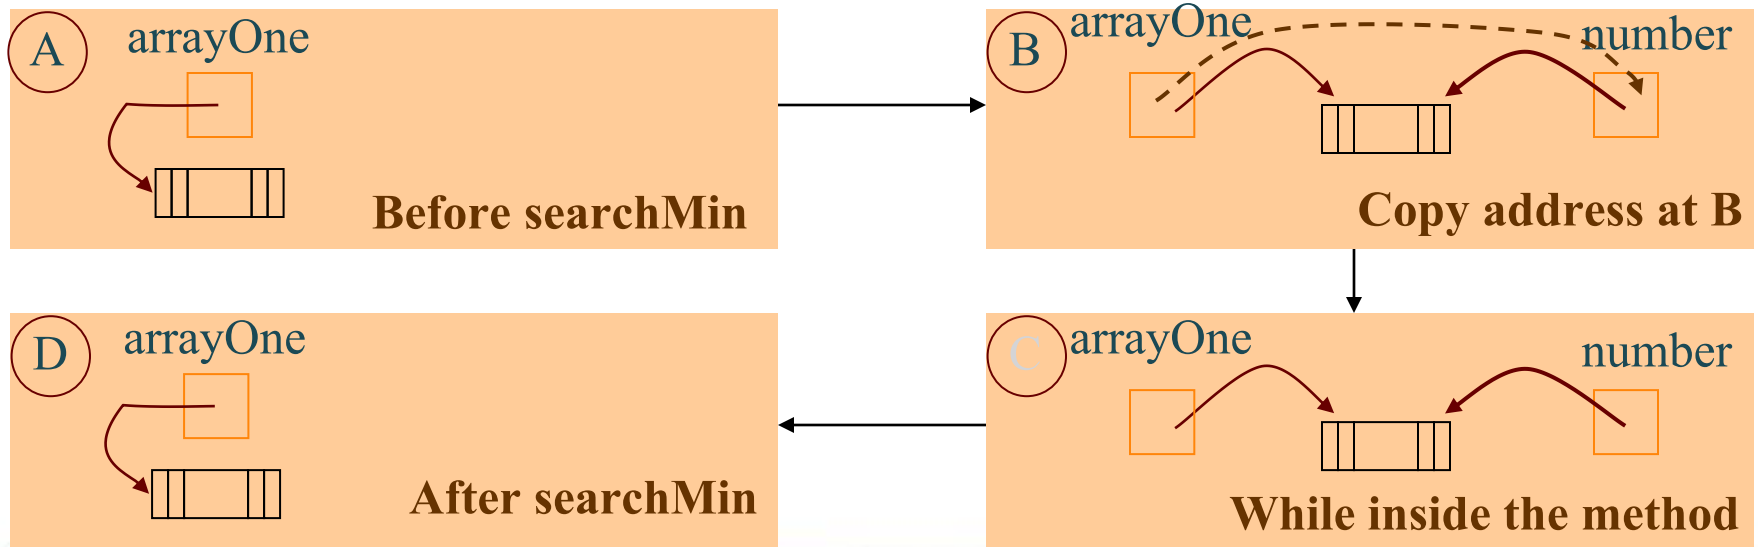 A
arrayOne
Before searchMin
B
arrayOne
number
Copy address at B
D
arrayOne
After searchMin
C
arrayOne
number
While inside the method